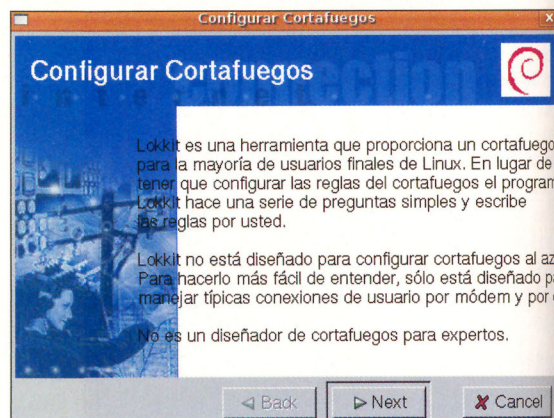 Configurar Cortafuegos
Configurar Cortafuegos
Lokkit es una herramienta que proporciona un cortafuego
para la mayoría de usuarios finales de Linux. En lugar de
tener que configurar las reglas del cortafuegos el program
Lokkit hace una serie de preguntas simples y escribe
las reglas por usted.
Lokkit no está diseñado para configurar cortafuegos al az
Para hacerlo más fácil de entender, sólo está diseñado p
manejar típicas conexiones de usuario por módem y por
No es un diseñador de cortafuegos para expertos.
Back
Next
Cancel